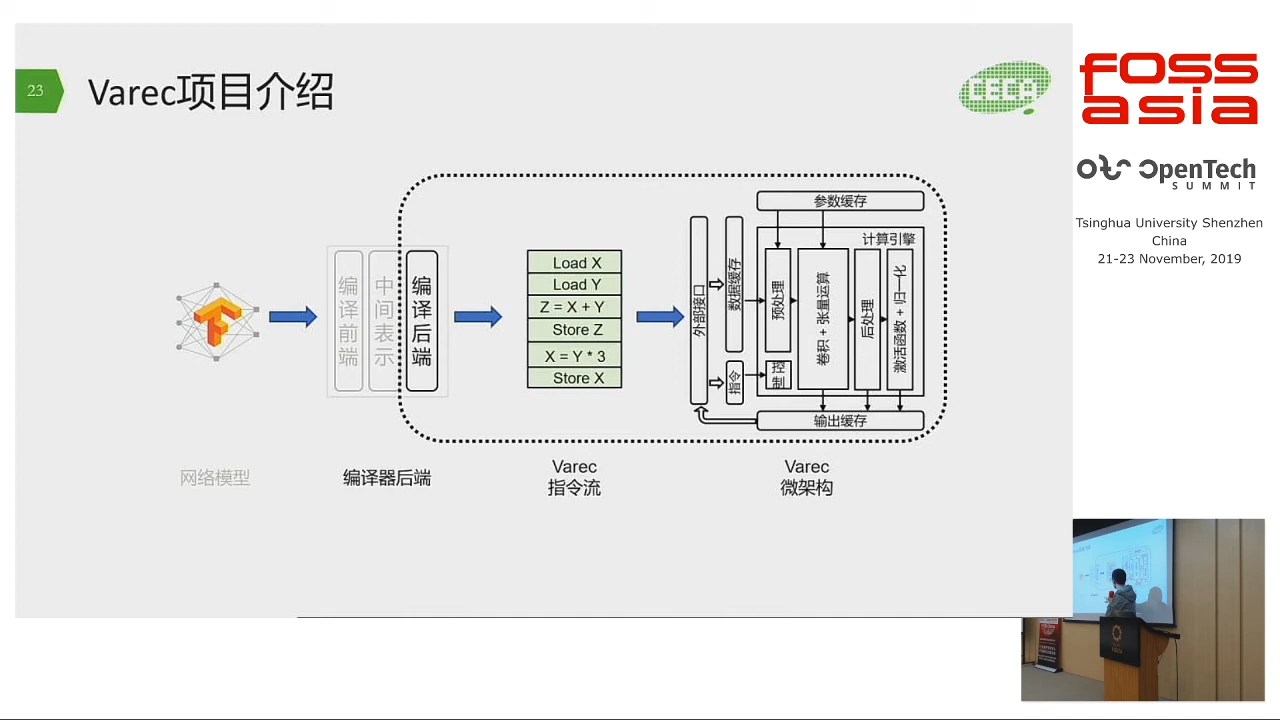 23
Varec项目介绍
编译前端
中间表示
编译后端
Load X
Load Y
Z = X + Y
Store Z
X = Y * 3
Store X
外部接口
数据缓存
指令
参数缓存
计算引擎
预处理
控制
卷积 + 张量运算
后处理
激活函数 + 归一化
输出缓存
网络模型
编译器后端
Varec
指令流
Varec
微架构
FOSS
asia
OpenTech
SUMMIT
Tsinghua University Shenzhen
China
21-23 November, 2019